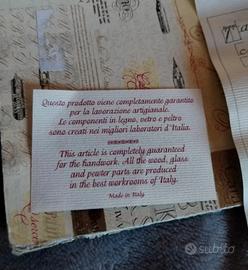 Questo prodotto viene completamente garantito
per la lavorazione artigianale.
Le componenti in legno, vetro e peltro
sono creati nei migliori laboratori d'Italia.
This article is completely guaranteed
for the handwork. All the wood, glass
and pewter parts are produced
in the best workrooms of Italy.
Made in Italy
subito